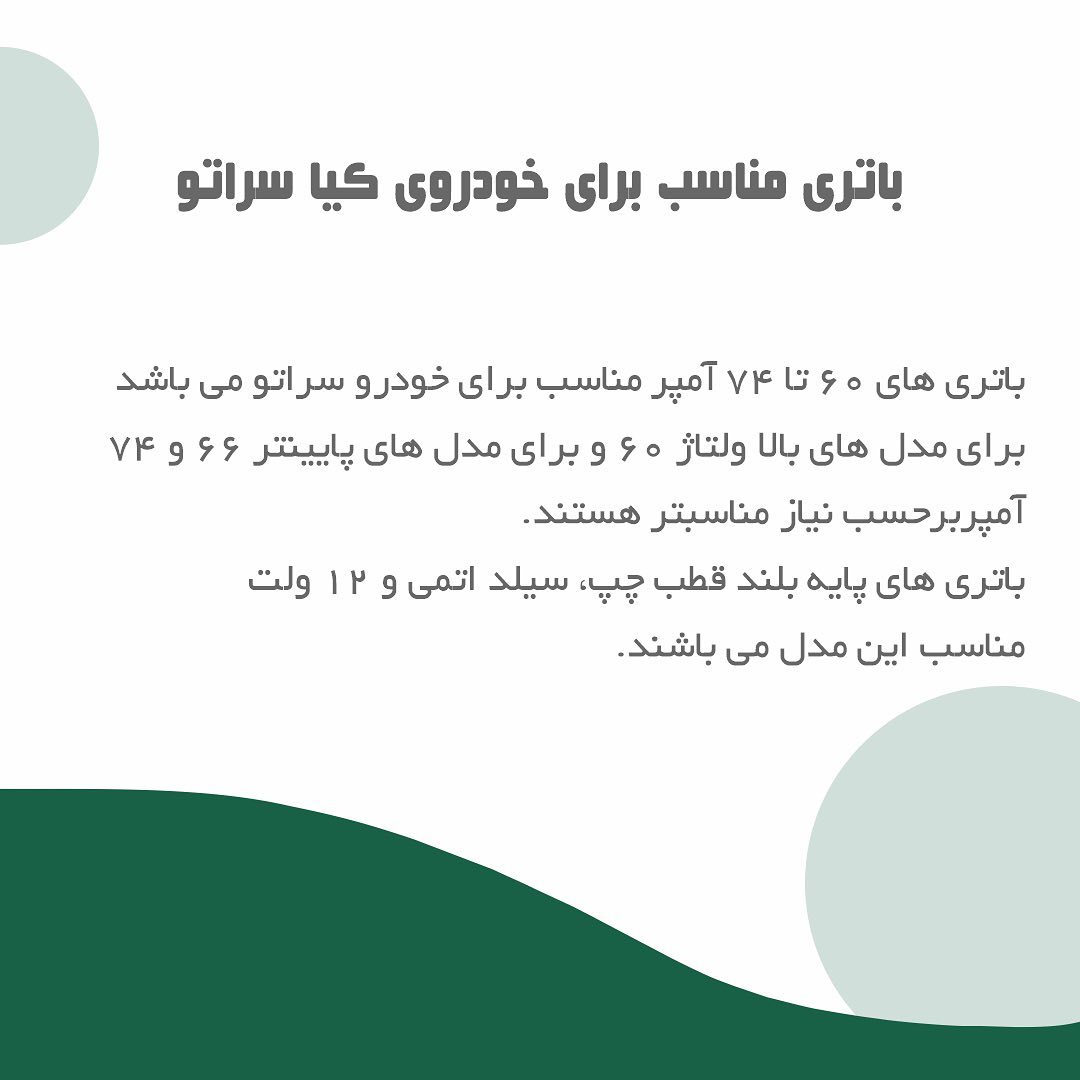 باتری مناسب برای خودروی کیا سراتو
باتری های ۶۰ تا ۷۴ آمپر مناسب برای خودرو سراتو می باشد
برای مدل های بالا ولتاژ ۶۰ و برای مدل های پایینتر ۶۶ و ۷۴
آمپربرحسب نیاز مناسبتر هستند.
باتری های پایه بلند قطب چپ، سیلد اتمی و ۱۲ ولت
مناسب این مدل می باشند.